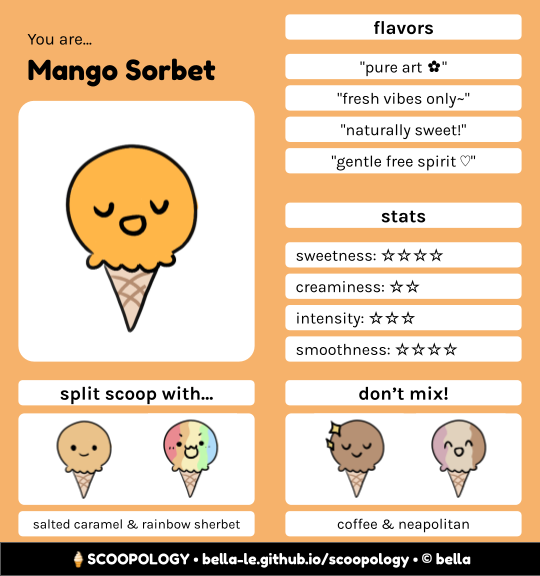 You are...
Mango Sorbet
flavors
"pure art ✿"
"fresh vibes only~"
"naturally sweet!"
"gentle free spirit ♡"
stats
sweetness: ☆☆☆☆
creaminess: ☆☆
intensity: ☆☆☆
smoothness: ☆☆☆☆
split scoop with...
salted caramel & rainbow sherbet
don’t mix!
coffee & neapolitan
🍦SCOOPOLOGY • bella-le.github.io/scoopology • © bella